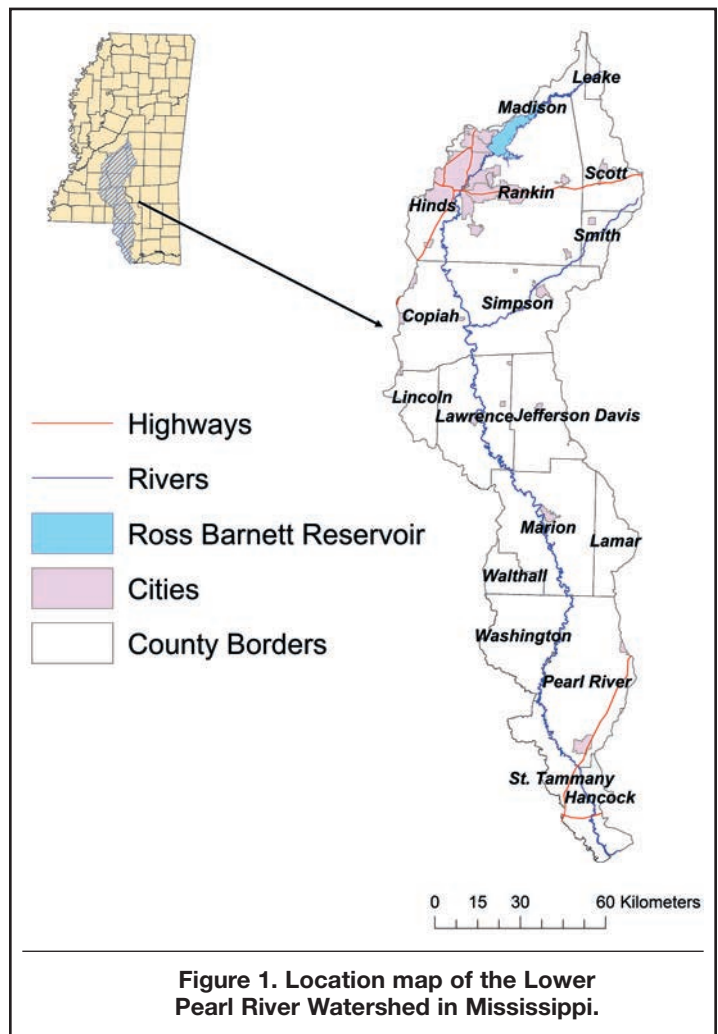 Leake
Madison
Scott
Rankin
Hinds
Smith
Simpson
Copiah
Lincoln
Lawrence
Jefferson Davis
Marion
Lamar
Walthall
Washington
Pearl River
St. Tammany
Hancock
Highways
Rivers
Ross Barnett Reservoir
Cities
County Borders
0 15 30 60 Kilometers
Figure 1. Location map of the Lower
Pearl River Watershed in Mississippi.